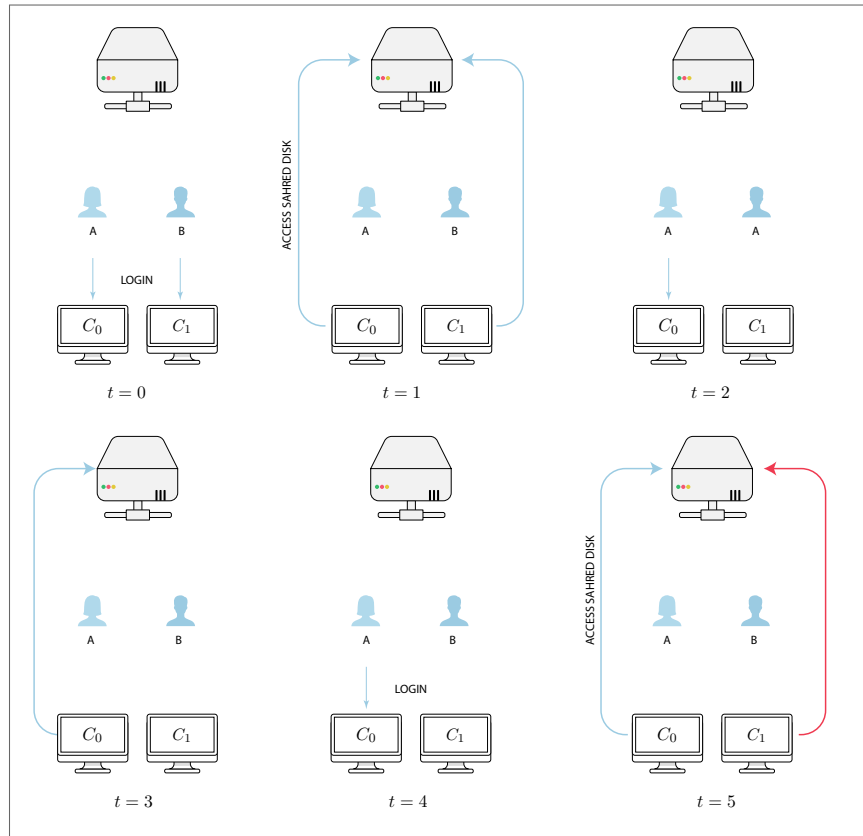 ACCESS SAHRED DISK
A B
A B
A A
LOGIN
C0 C1
C0 C1
C0 C1
t = 0
t = 1
t = 2
ACCESS SAHRED DISK
A B
A B
A B
LOGIN
C0 C1
C0 C1
C0 C1
t = 3
t = 4
t = 5